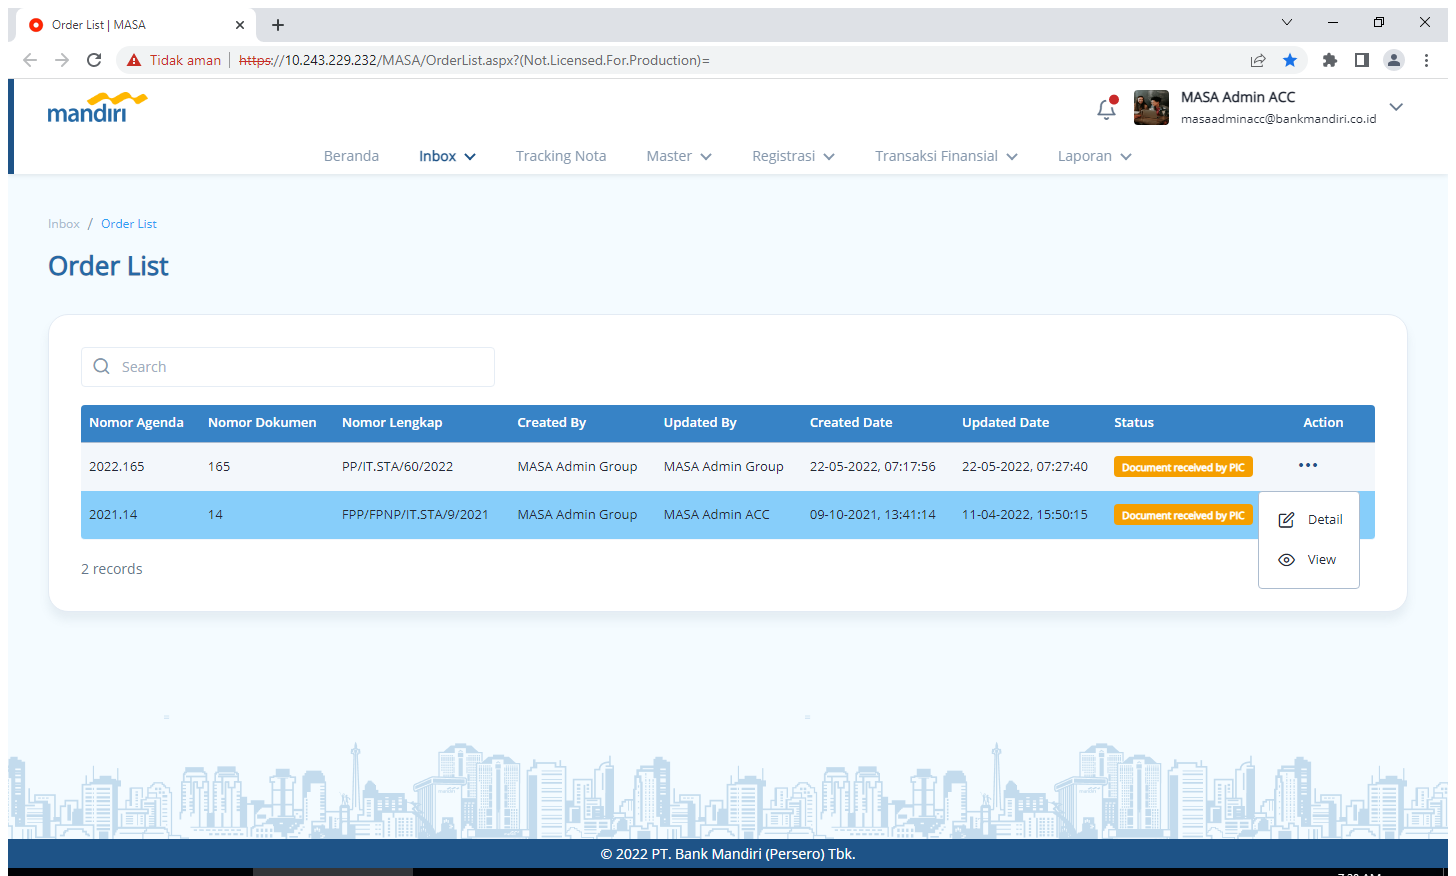 Order List | MASA
Tidak aman https://10.243.229.232/MASA/OrderList.aspx?(Not.Licensed.For.Production)=
mandiri
MASA Admin ACC
masaadminacc@bankmandiri.co.id
Beranda Inbox Tracking Nota Master Registrasi Transaksi Finansial Laporan
Inbox / Order List
Order List
Search
Nomor Agenda Nomor Dokumen Nomor Lengkap Created By Updated By Created Date Updated Date Status Action
2022.165 165 PP/IT.STA/60/2022 MASA Admin Group MASA Admin Group 22-05-2022, 07:17:56 22-05-2022, 07:27:40 Document received by PIC
2021.14 14 FPP/FPNP/IT.STA/9/2021 MASA Admin Group MASA Admin ACC 09-10-2021, 13:41:14 11-04-2022, 15:50:15 Document received by PIC
Detail
View
2 records
mandiri
mandiri
© 2022 PT. Bank Mandiri (Persero) Tbk.